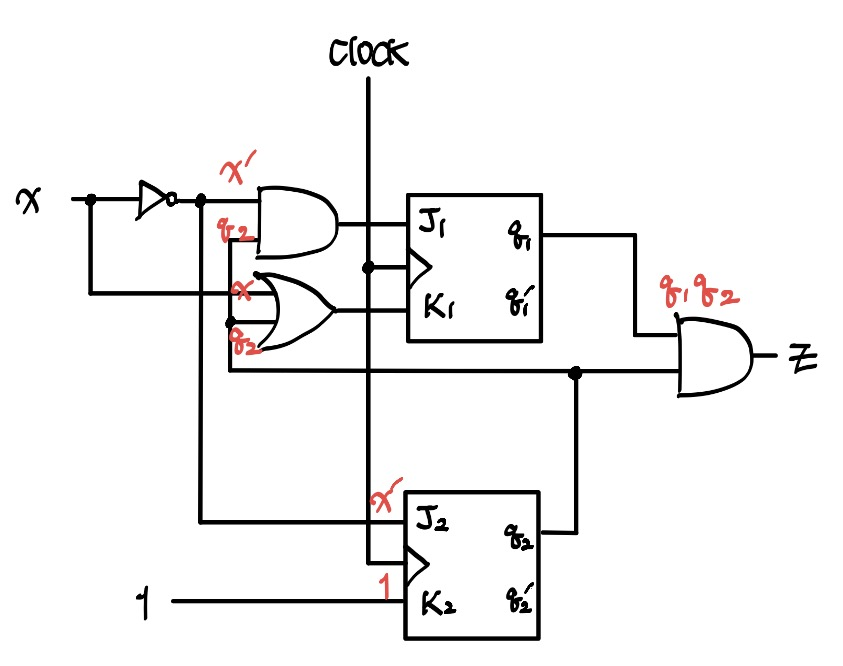 Clock
x
x′
q2
x
q2
J1
K1
q1
q1′
q1 q2
Z
x′
1
1
J2
K2
q2
q2′